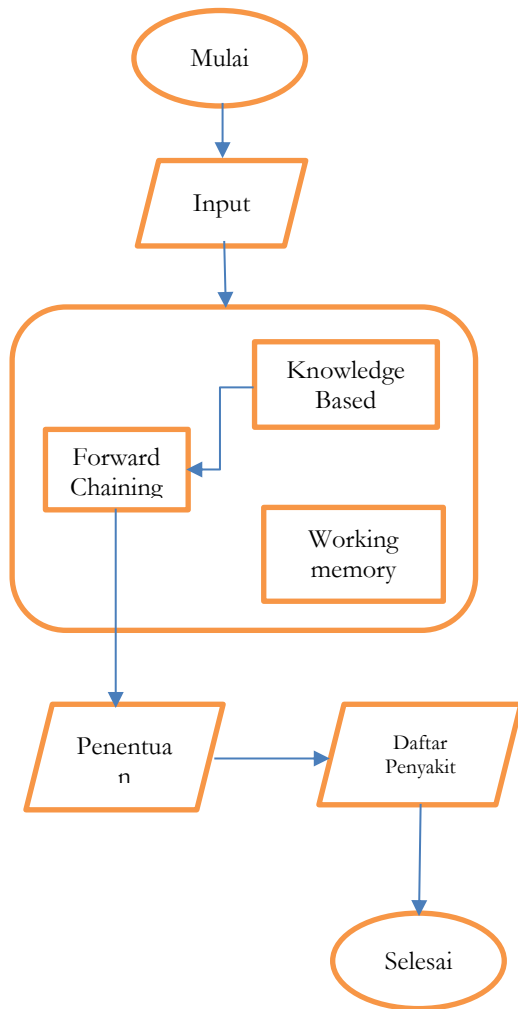 Mulai
Input
Knowledge
Based
Forward
Chaining
Working
memory
Penentua
n
Daftar
Penyakit
Selesai